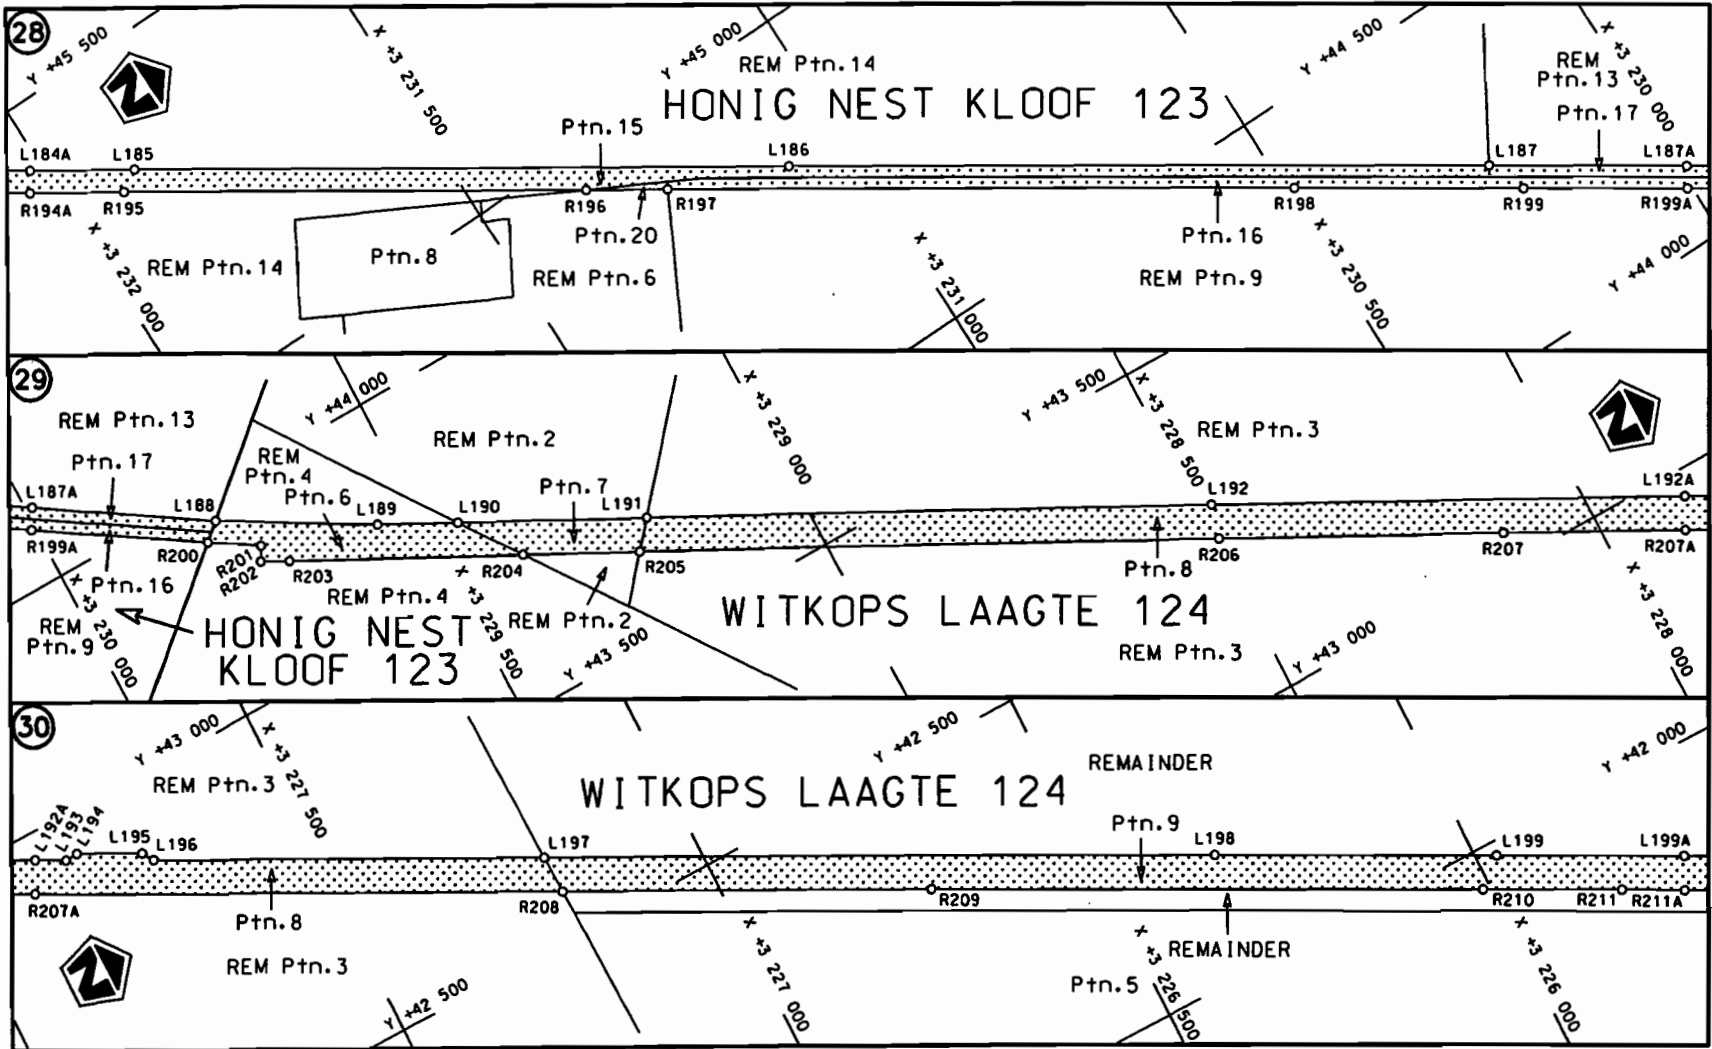 28
Y +45 500
X +3 231 500
Y +45 000
REM Ptn.14
HONIG NEST KLOOF 123
Y +44 500
X +3 230 000
REM
Ptn.13
Ptn.17
Ptn.15
L184A
L185
L186
L187
L187A
R194A
R195
R196
R197
R198
R199
R199A
X +3 232 000
REM Ptn.14
Ptn.8
Ptn.20
REM Ptn.6
X +3 231 000
Ptn.16
REM Ptn.9
X +3 230 500
Y +44 000
29
REM Ptn.13
Y +44 000
REM Ptn.2
X +3 229 000
Y +43 500
X +3 228 500
REM Ptn.3
Ptn.17
REM
Ptn.4
Ptn.6
Ptn.7
L187A
L188
L189
L190
L191
L192
L192A
R199A
R200
R201
R202
R203
R204
R205
R206
R207
R207A
Ptn.16
REM
Ptn.9
X +3 230 000
HONIG NEST
KLOOF 123
REM Ptn.4
X +3 229 500
REM Ptn.2
Y +43 500
WITKOPS LAAGTE 124
Ptn.8
REM Ptn.3
Y +43 000
X +3 228 000
30
Y +43 000
X +3 227 500
REM Ptn.3
WITKOPS LAAGTE 124
Y +42 500
REMAINDER
Y +42 000
Ptn.9
L192A
L193
L194
L195
L196
L197
L198
L199
L199A
R207A
R208
R209
R210
R211
R211A
Ptn.8
REM Ptn.3
Y +42 500
X +3 227 000
X +3 226 500
REMAINDER
Ptn.5
X +3 226 000